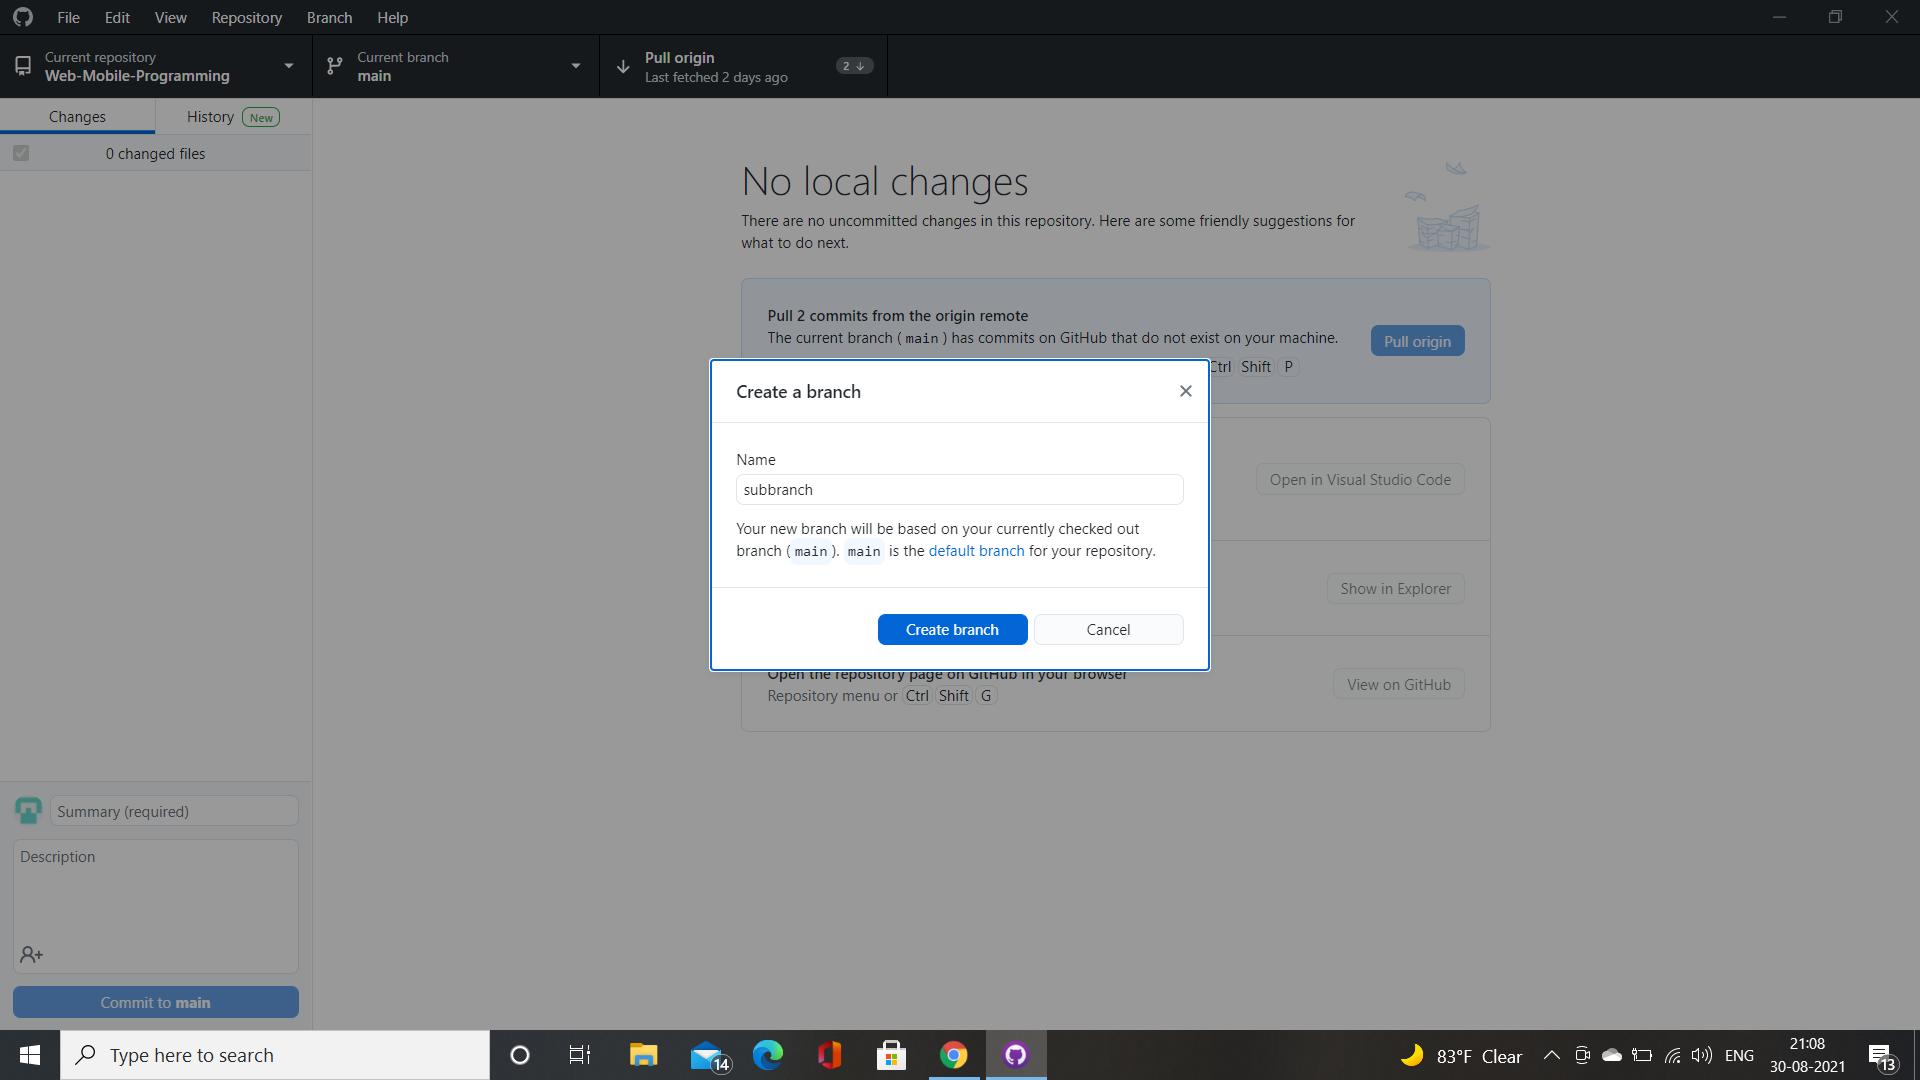 File Edit View Repository Branch Help
Current repository
Web-Mobile-Programming
Current branch
main
Pull origin
Last fetched 2 days ago
2
Changes
History New
0 changed files
No local changes
There are no uncommitted changes in this repository. Here are some friendly suggestions for
what to do next.
Pull 2 commits from the origin remote
The current branch ( main ) has commits on GitHub that do not exist on your machine.
Pull origin
Ctrl Shift P
Create a branch
Name
subbranch
Your new branch will be based on your currently checked out
branch ( main ). main is the default branch for your repository.
Create branch
Cancel
Open in Visual Studio Code
Show in Explorer
Open the repository page on GitHub in your browser
Repository menu or Ctrl Shift G
View on GitHub
Summary (required)
Description
Commit to main
Type here to search
14
83°F Clear
ENG
21:08
30-08-2021
13